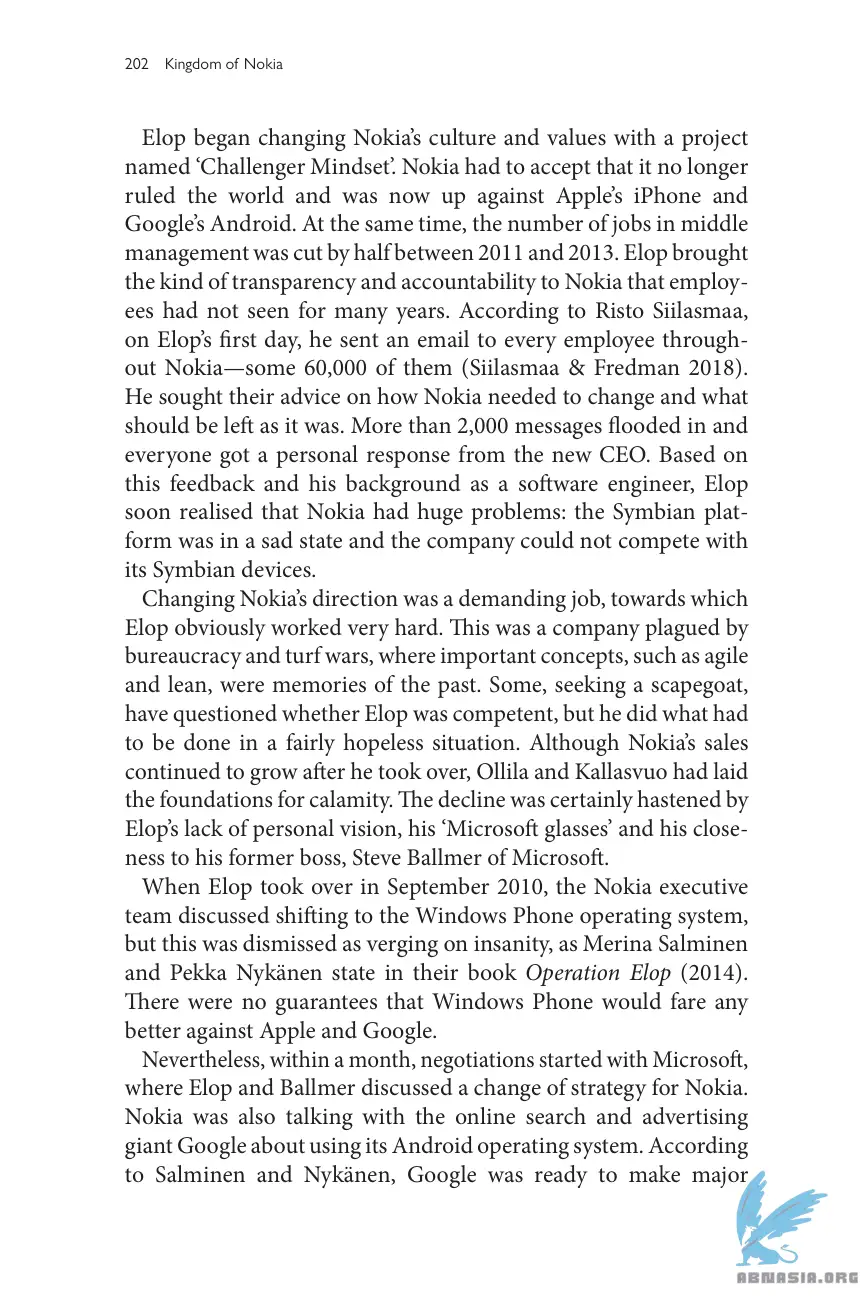 202 Kingdom of Nokia
Elop began changing Nokia’s culture and values with a project
named ‘Challenger Mindset’. Nokia had to accept that it no longer
ruled the world and was now up against Apple’s iPhone and
Google’s Android. At the same time, the number of jobs in middle
management was cut by half between 2011 and 2013. Elop brought
the kind of transparency and accountability to Nokia that employ-
ees had not seen for many years. According to Risto Siilasmaa,
on Elop’s first day, he sent an email to every employee through-
out Nokia—some 60,000 of them (Siilasmaa & Fredman 2018).
He sought their advice on how Nokia needed to change and what
should be left as it was. More than 2,000 messages flooded in and
everyone got a personal response from the new CEO. Based on
this feedback and his background as a software engineer, Elop
soon realised that Nokia had huge problems: the Symbian plat-
form was in a sad state and the company could not compete with
its Symbian devices.
Changing Nokia’s direction was a demanding job, towards which
Elop obviously worked very hard. This was a company plagued by
bureaucracy and turf wars, where important concepts, such as agile
and lean, were memories of the past. Some, seeking a scapegoat,
have questioned whether Elop was competent, but he did what had
to be done in a fairly hopeless situation. Although Nokia’s sales
continued to grow after he took over, Ollila and Kallasvuo had laid
the foundations for calamity. The decline was certainly hastened by
Elop’s lack of personal vision, his ‘Microsoft glasses’ and his close-
ness to his former boss, Steve Ballmer of Microsoft.
When Elop took over in September 2010, the Nokia executive
team discussed shifting to the Windows Phone operating system,
but this was dismissed as verging on insanity, as Merina Salminen
and Pekka Nykänen state in their book Operation Elop (2014).
There were no guarantees that Windows Phone would fare any
better against Apple and Google.
Nevertheless, within a month, negotiations started with Microsoft,
where Elop and Ballmer discussed a change of strategy for Nokia.
Nokia was also talking with the online search and advertising
giant Google about using its Android operating system. According
to Salminen and Nykänen, Google was ready to make major
ABNASIA.ORG